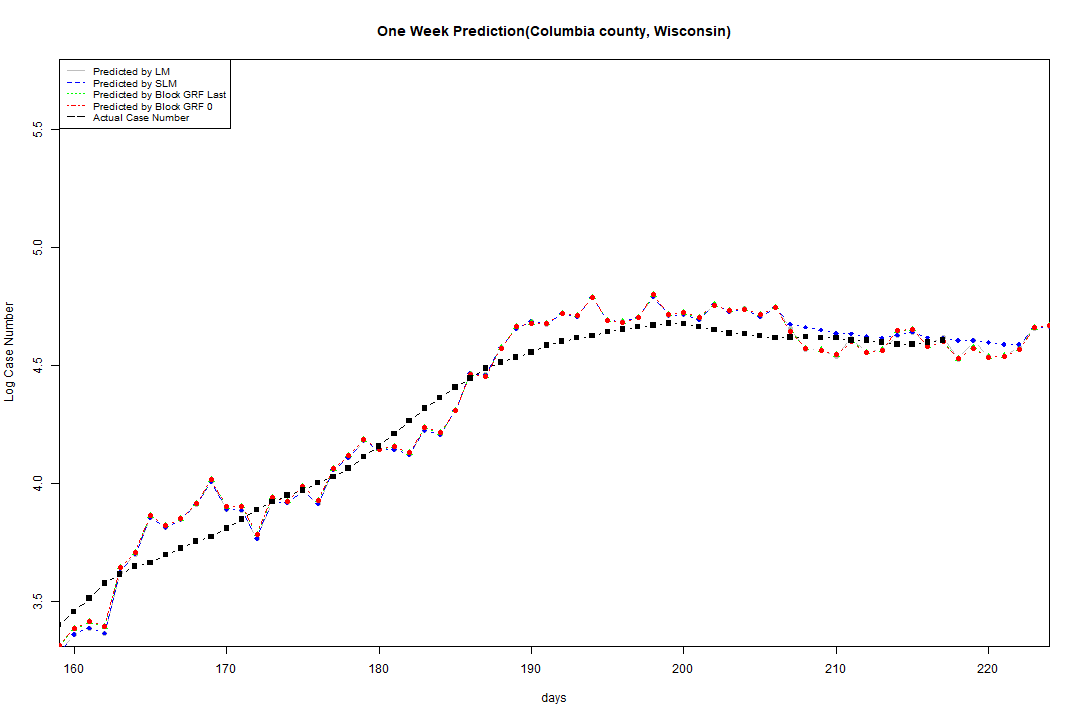 One Week Prediction(Columbia county, Wisconsin)
Predicted by LM
Predicted by SLM
Predicted by Block GRF Last
Predicted by Block GRF 0
Actual Case Number
5.5
5.0
4.5
4.0
3.5
Log Case Number
160 170 180 190 200 210 220
days